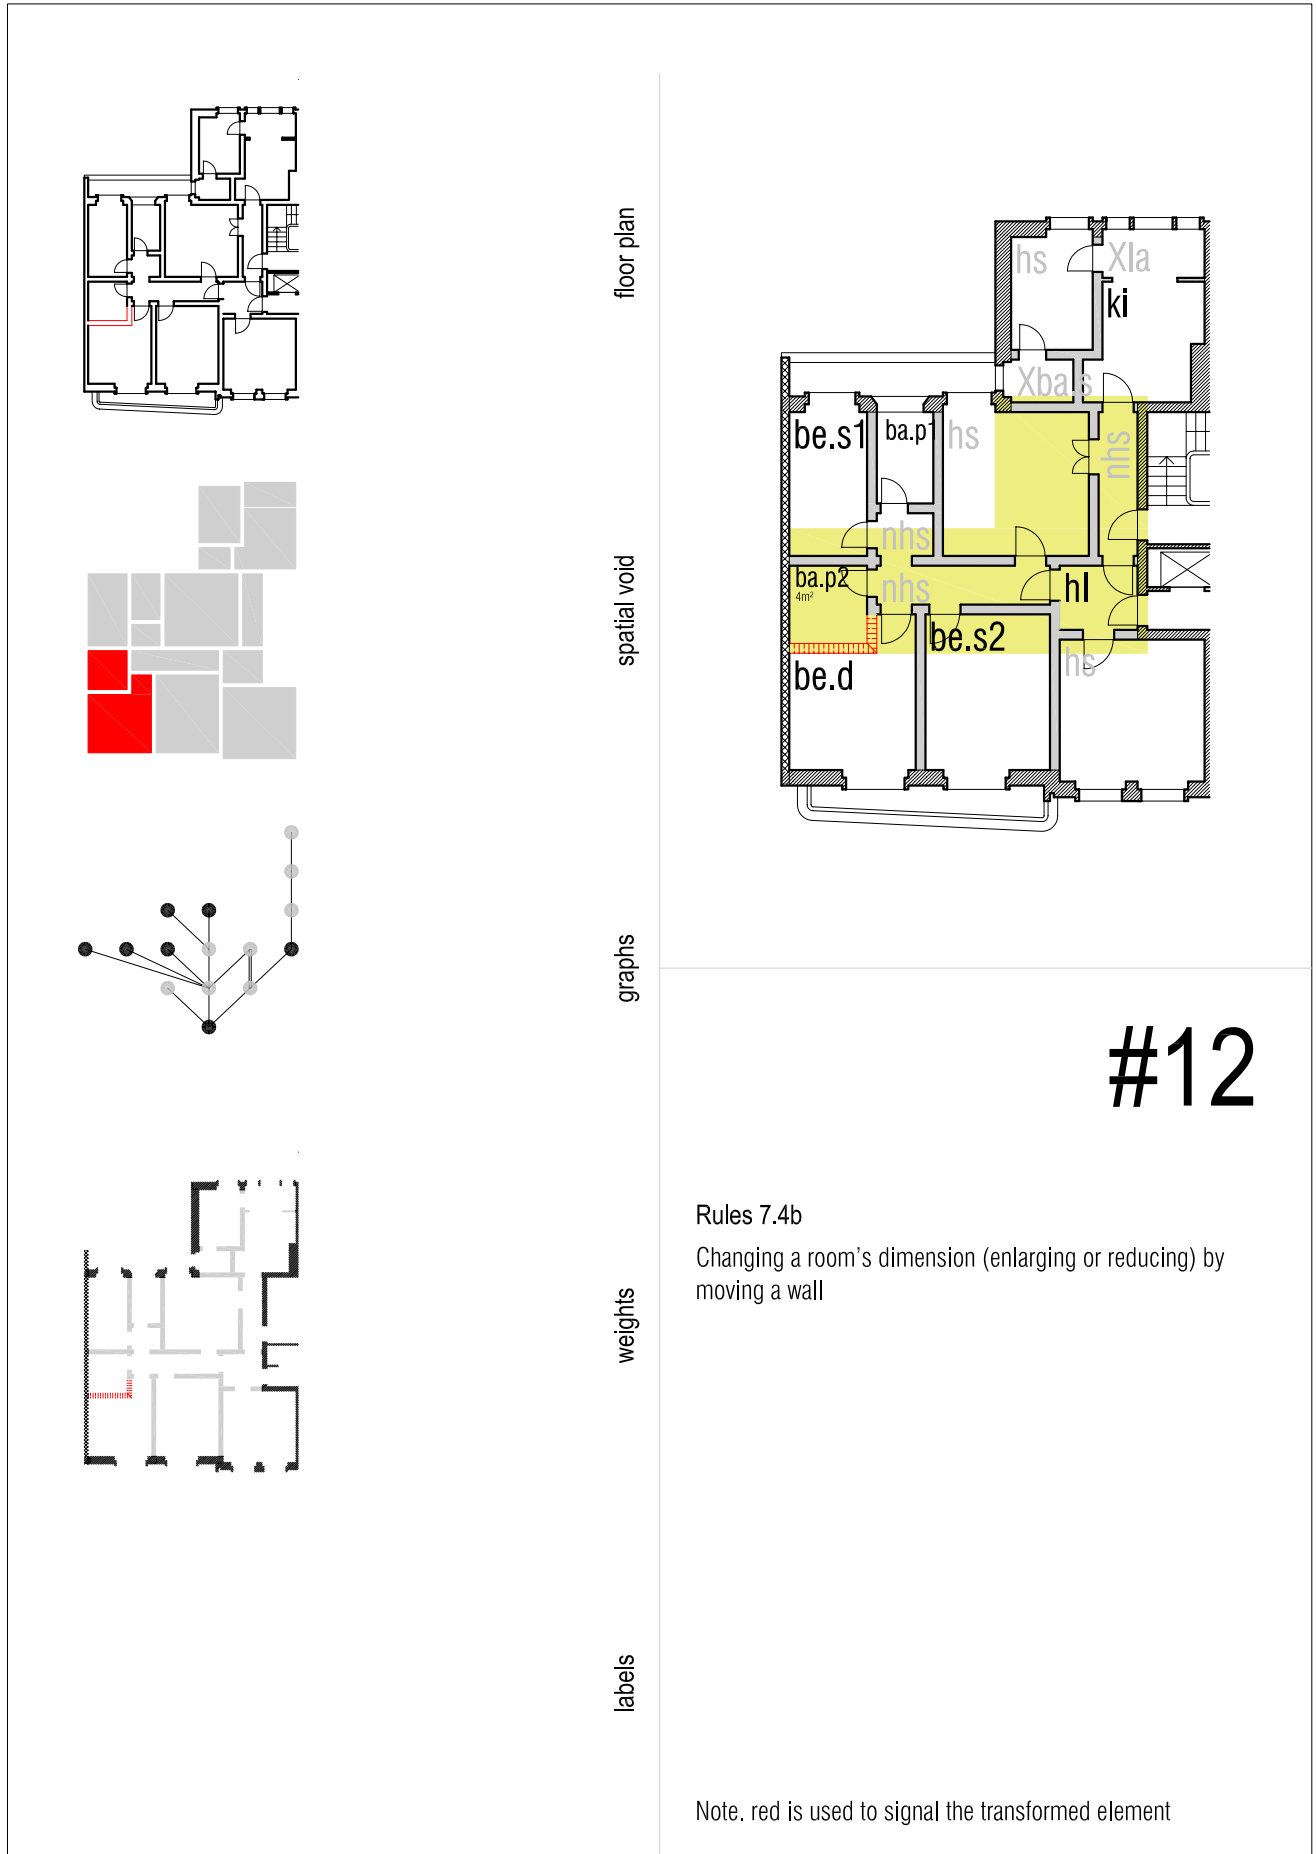 floor plan
spatial void
graphs
weights
labels
hs
Xla
ki
Xba.s
be.s1
ba.p1
hs
nhs
nhs
ba.p2
4m²
nhs
hl
be.s2
be.d
hs
#12
Rules 7.4b
Changing a room's dimension (enlarging or reducing) by
moving a wall
Note. red is used to signal the transformed element